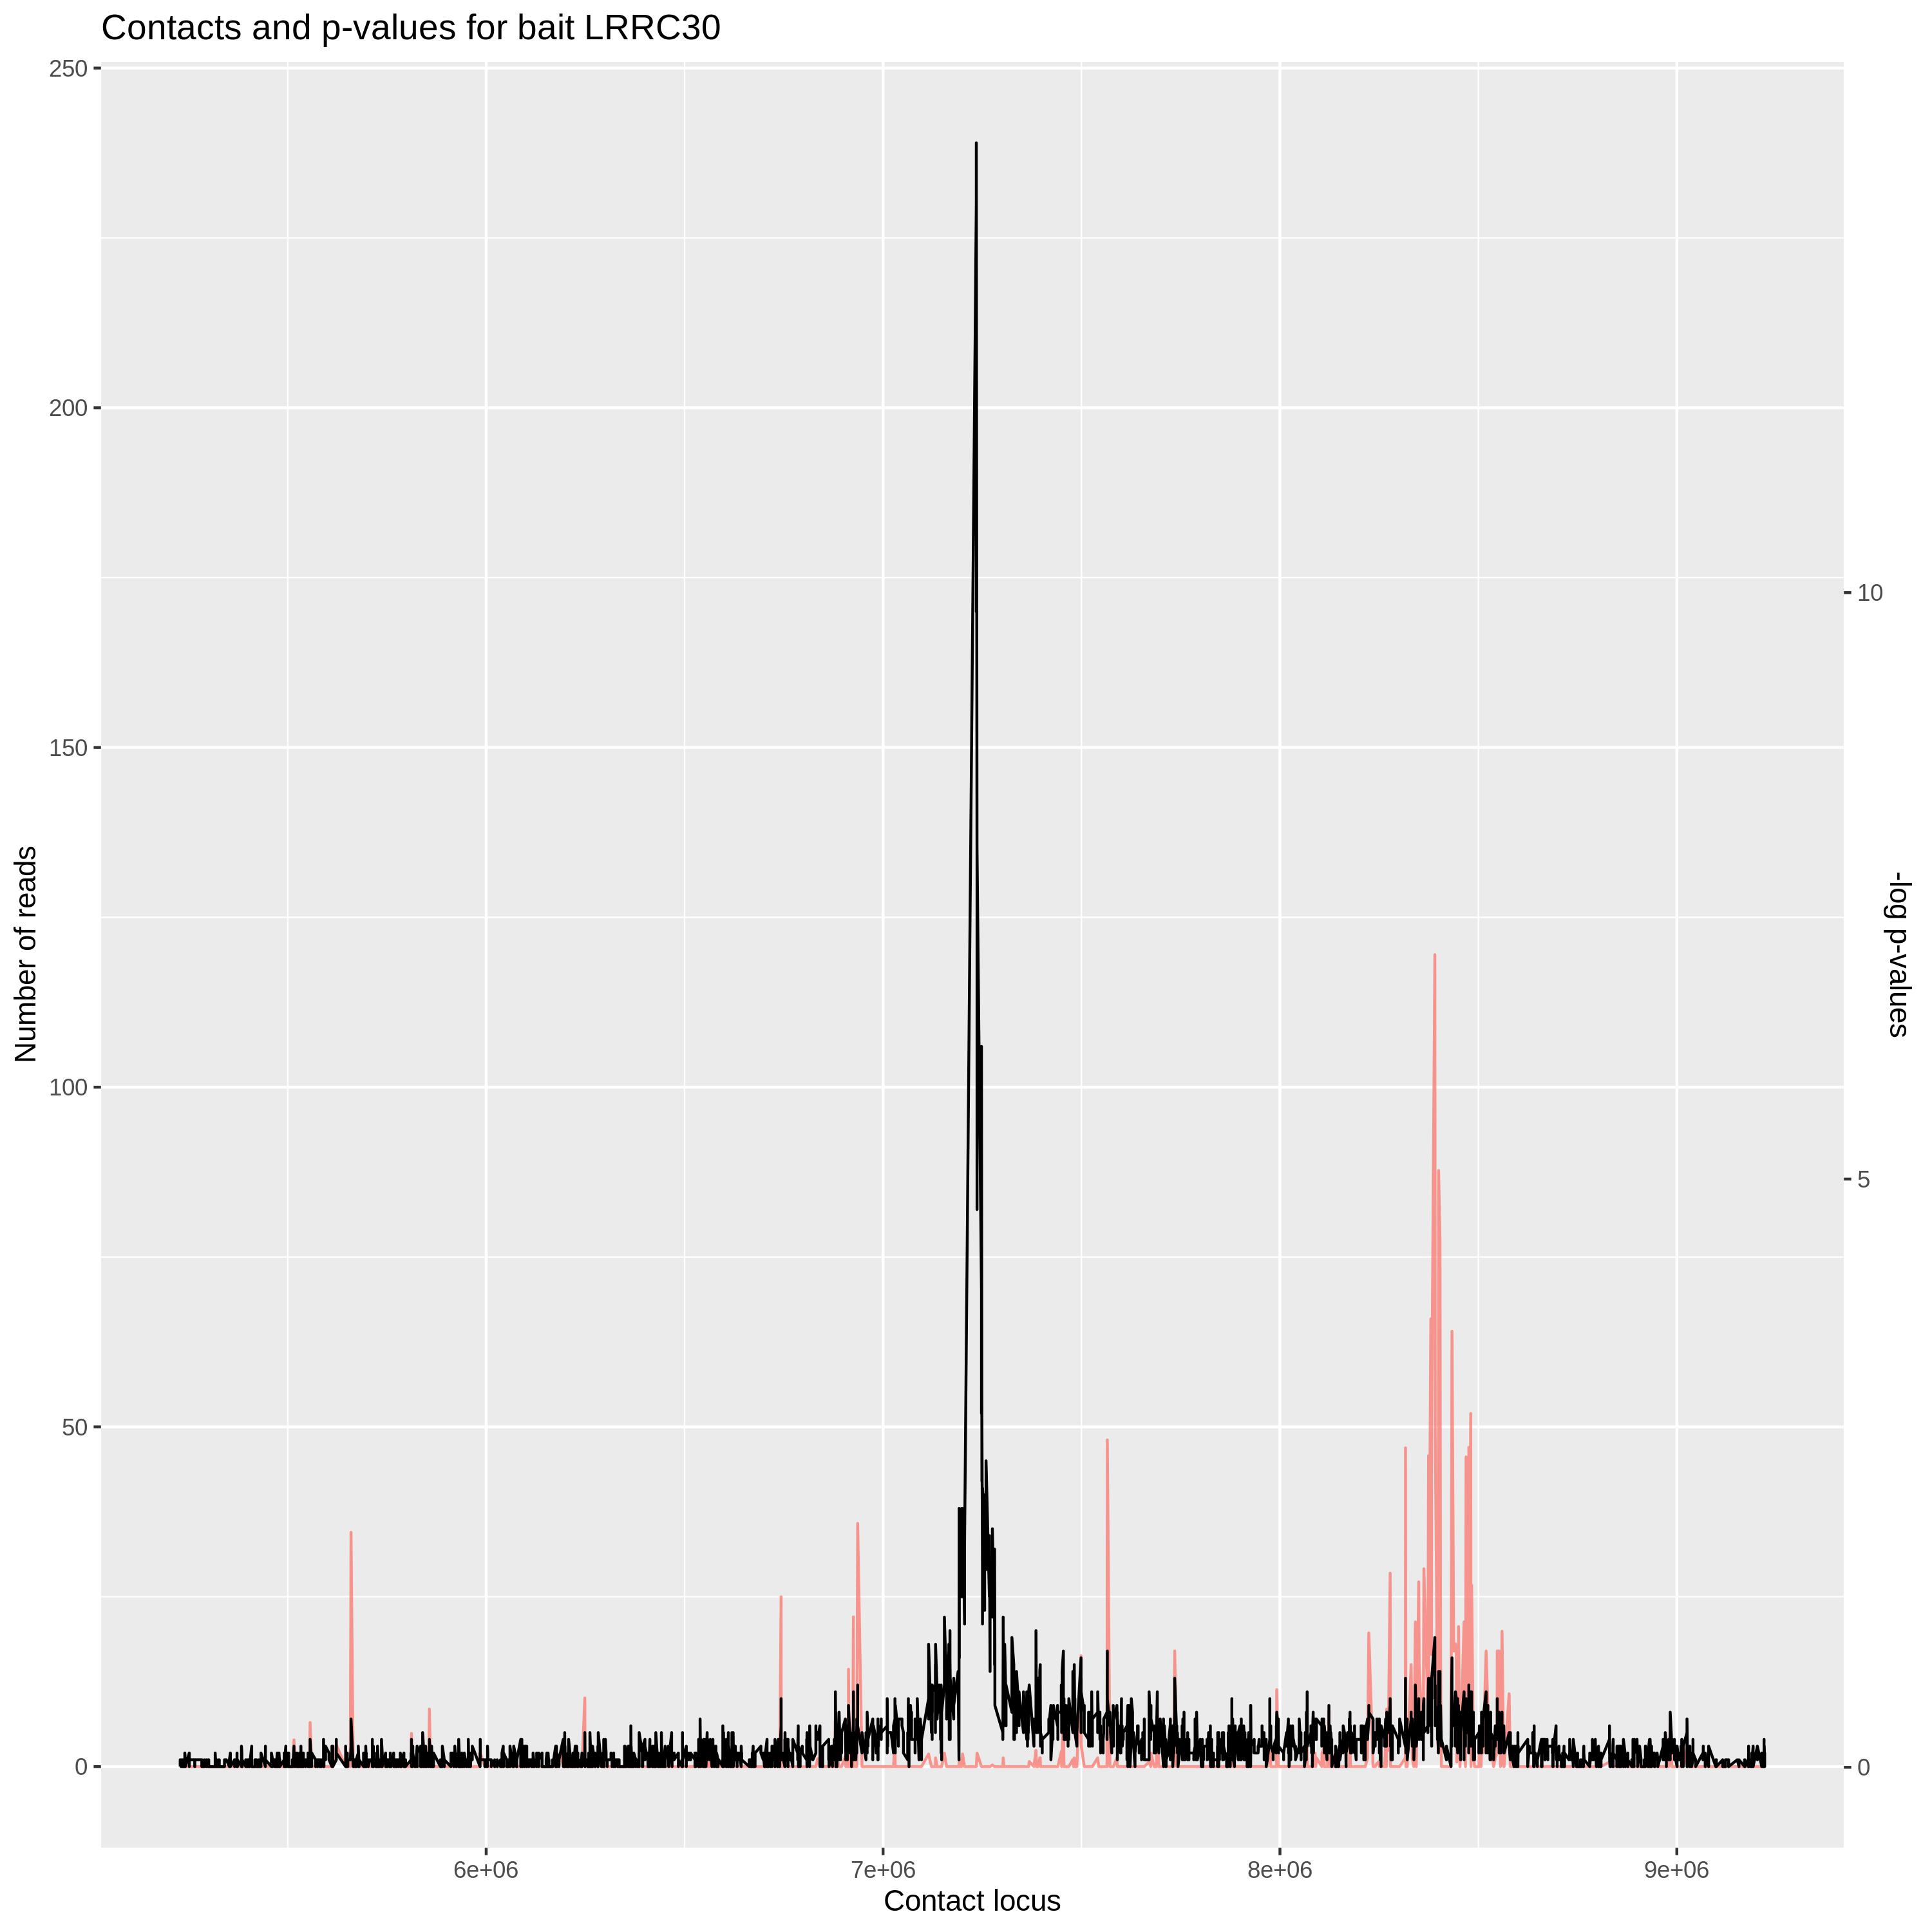 Contacts and p-values for bait LRRC30
250
200
150
100
50
0
Number of reads
10
5
0
-log p-values
6e+06
7e+06
8e+06
9e+06
Contact locus